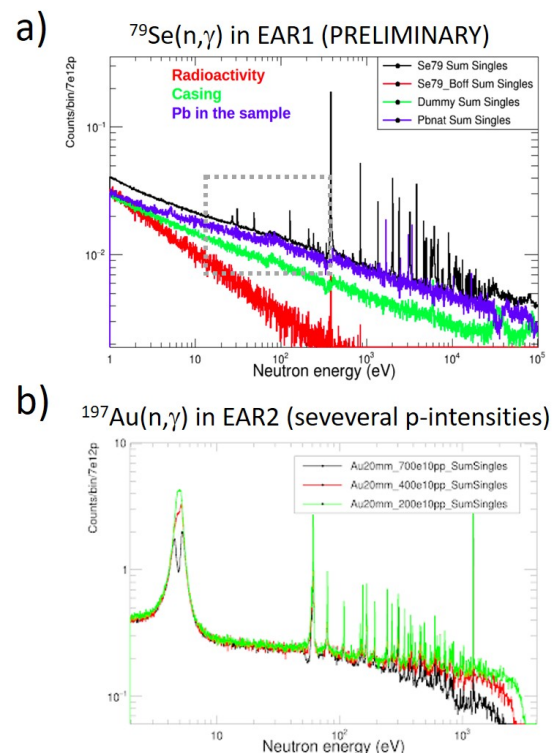 a)
⁷⁹Se(n,γ) in EAR1 (PRELIMINARY)
Counts/bin/7e12p
10⁻¹
10⁻²
Radioactivity
Casing
Pb in the sample
Se79 Sum Singles
Se79_Boff Sum Singles
Dummy Sum Singles
Pbnat Sum Singles
1 10 10² 10³ 10⁴ 10⁵
Neutron energy (eV)
b)
¹⁹⁷Au(n,γ) in EAR2 (seveveral p-intensities)
Counts/bin/7e12p
10
1
10⁻¹
Au20mm_700e10pp_SumSingles
Au20mm_400e10pp_SumSingles
Au20mm_200e10pp_SumSingles
10 10² 10³
Neutron energy (eV)